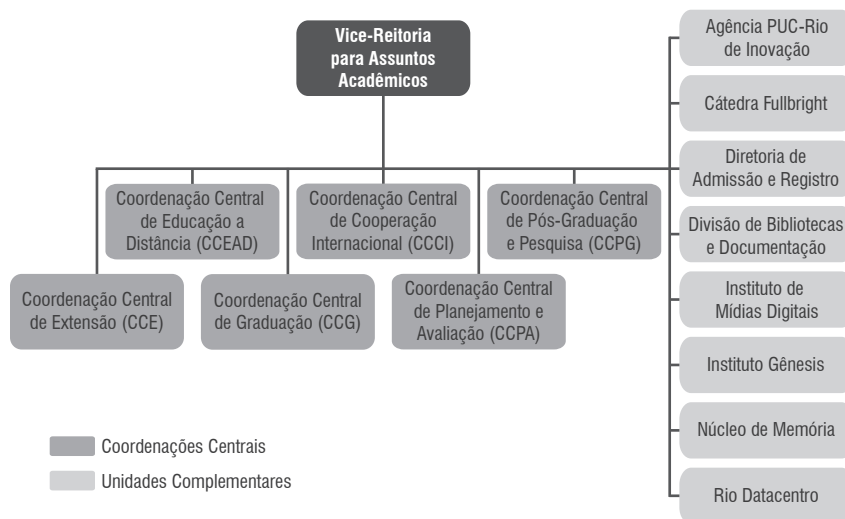 Vice-Reitoria
para Assuntos
Acadêmicos
Agência PUC-Rio
de Inovação
Cátedra Fullbright
Diretoria de
Admissão e Registro
Divisão de Bibliotecas
e Documentação
Instituto de
Mídias Digitais
Instituto Gênesis
Núcleo de Memória
Rio Datacentro
Coordenação Central
de Educação a
Distância (CCEAD)
Coordenação Central
de Cooperação
Internacional (CCCI)
Coordenação Central
de Pós-Graduação
e Pesquisa (CCPG)
Coordenação Central
de Extensão (CCE)
Coordenação Central
de Graduação (CCG)
Coordenação Central
de Planejamento e
Avaliação (CCPA)
Coordenações Centrais
Unidades Complementares